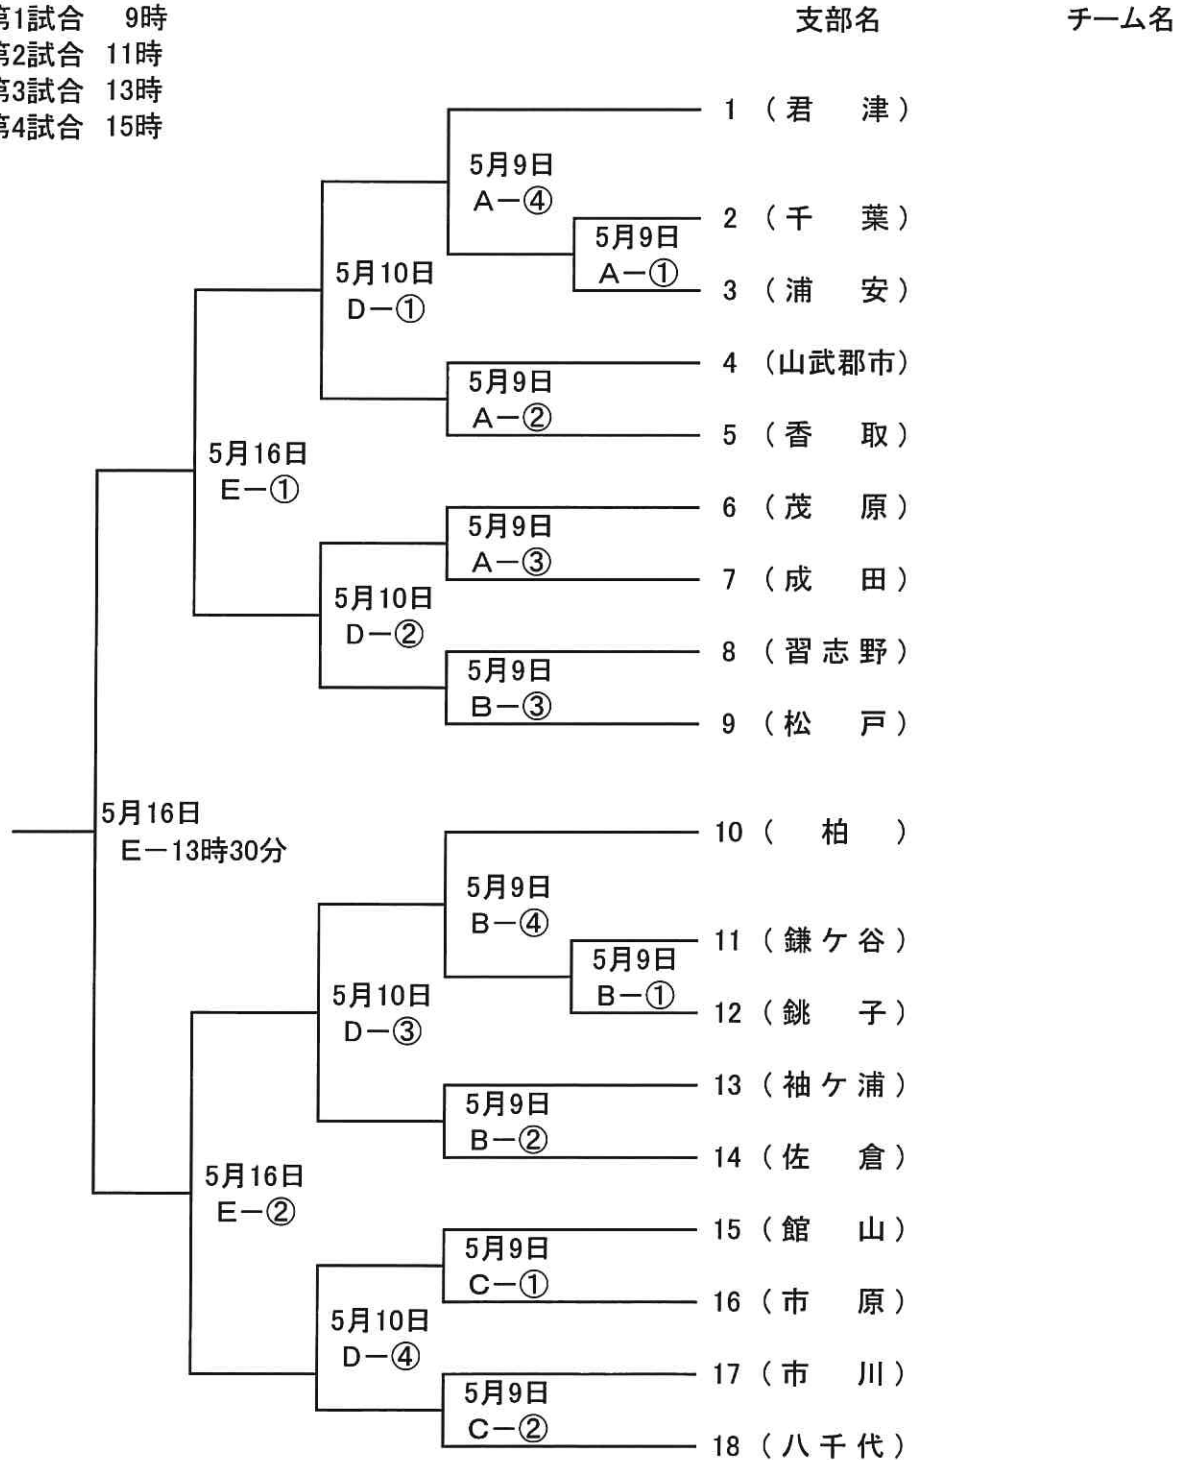 第1試合 9時
第2試合 11時
第3試合 13時
第4試合 15時
支部名 チーム名
1 （君 津）
5月9日
A－④
2 （千 葉）
5月9日
A－①
3 （浦 安）
5月10日
D－①
4 （山武郡市）
5月9日
A－②
5 （香 取）
5月16日
E－①
6 （茂 原）
5月9日
A－③
7 （成 田）
5月10日
D－②
8 （習志野）
5月9日
B－③
9 （松 戸）
5月16日
E－13時30分
10 （ 柏 ）
5月9日
B－④
11 （鎌ケ谷）
5月9日
B－①
12 （銚 子）
5月10日
D－③
13 （袖ケ浦）
5月9日
B－②
14 （佐 倉）
5月16日
E－②
15 （館 山）
5月9日
C－①
16 （市 原）
5月10日
D－④
17 （市 川）
5月9日
C－②
18 （八千代）